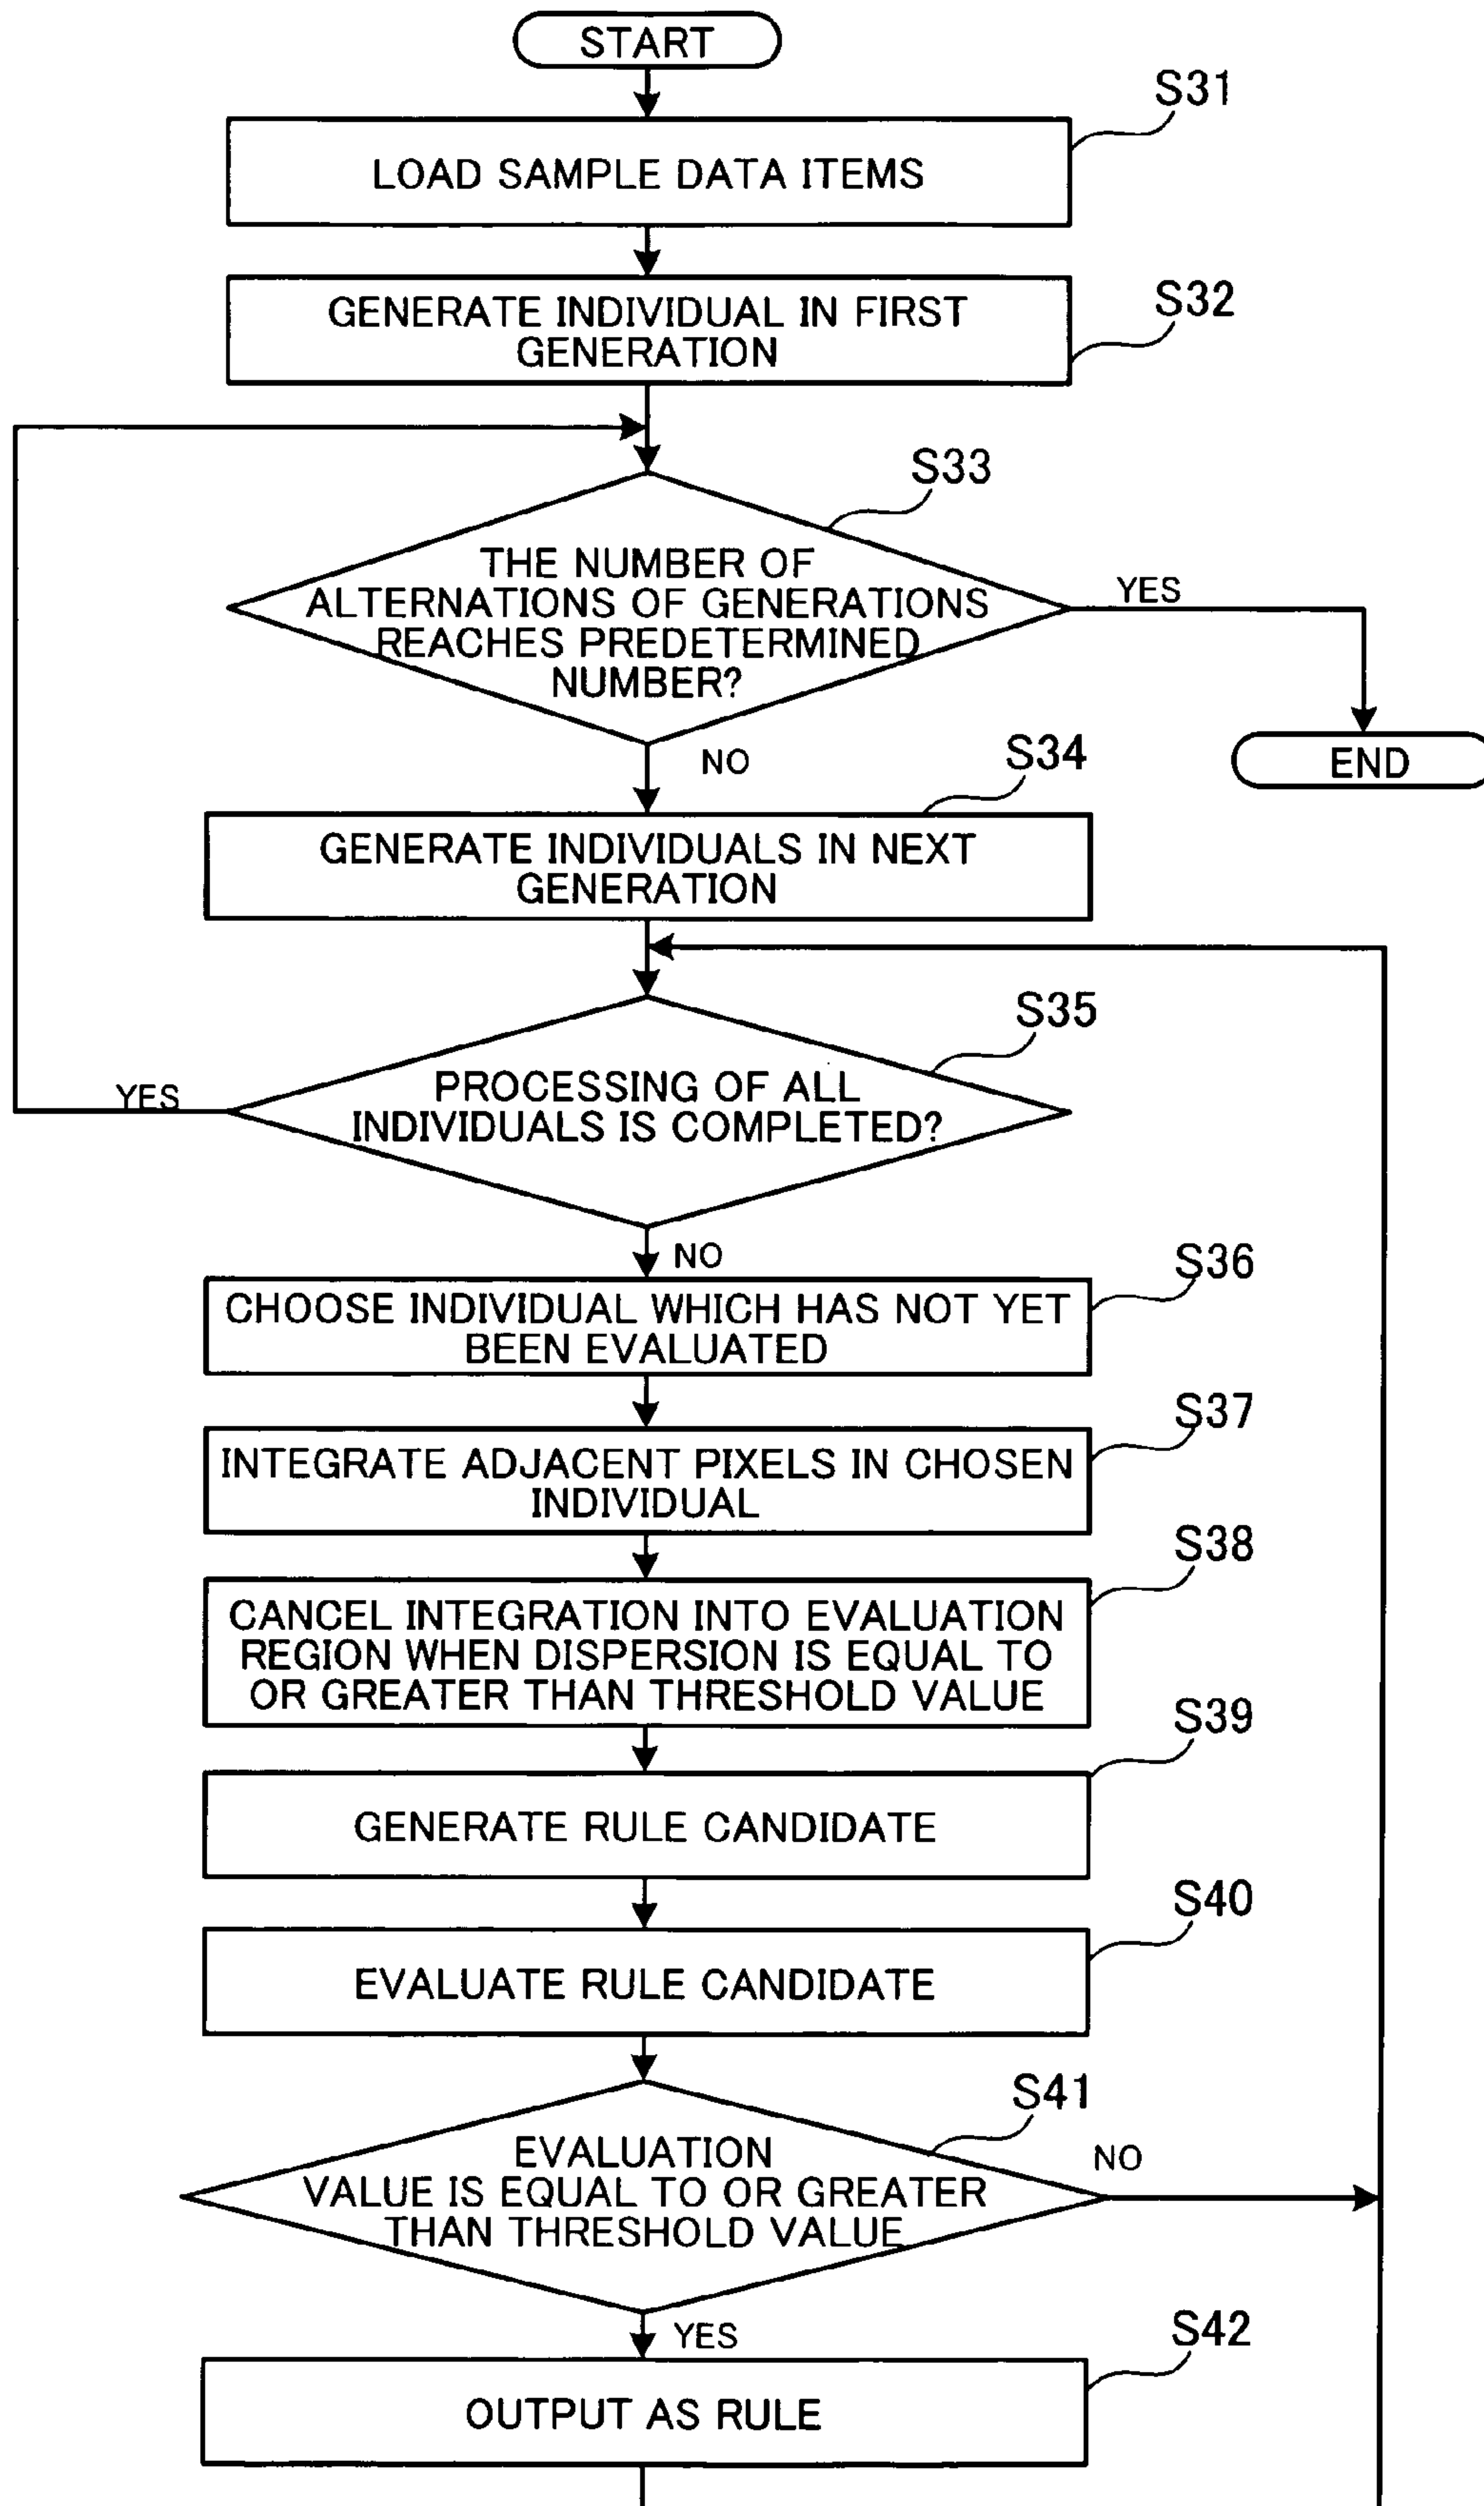 START
S31
LOAD SAMPLE DATA ITEMS
S32
GENERATE INDIVIDUAL IN FIRST
GENERATION
S33
THE NUMBER OF
ALTERNATIONS OF GENERATIONS
REACHES PREDETERMINED
NUMBER?
YES
END
NO
S34
GENERATE INDIVIDUALS IN NEXT
GENERATION
S35
PROCESSING OF ALL
INDIVIDUALS IS COMPLETED?
YES
NO
S36
CHOOSE INDIVIDUAL WHICH HAS NOT YET
BEEN EVALUATED
S37
INTEGRATE ADJACENT PIXELS IN CHOSEN
INDIVIDUAL
S38
CANCEL INTEGRATION INTO EVALUATION
REGION WHEN DISPERSION IS EQUAL TO
OR GREATER THAN THRESHOLD VALUE
S39
GENERATE RULE CANDIDATE
S40
EVALUATE RULE CANDIDATE
S41
EVALUATION
VALUE IS EQUAL TO OR GREATER
THAN THRESHOLD VALUE
NO
YES
S42
OUTPUT AS RULE